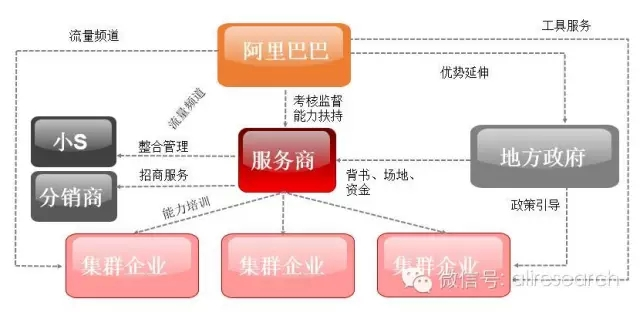 流量频道
阿里巴巴
工具服务
优势延伸
流量频道
考核监督
能力扶持
小S
整合管理
服务商
地方政府
招商服务
背书、场地、
资金
分销商
能力培训
政策引导
集群企业
集群企业
集群企业
微信号: aliresearch